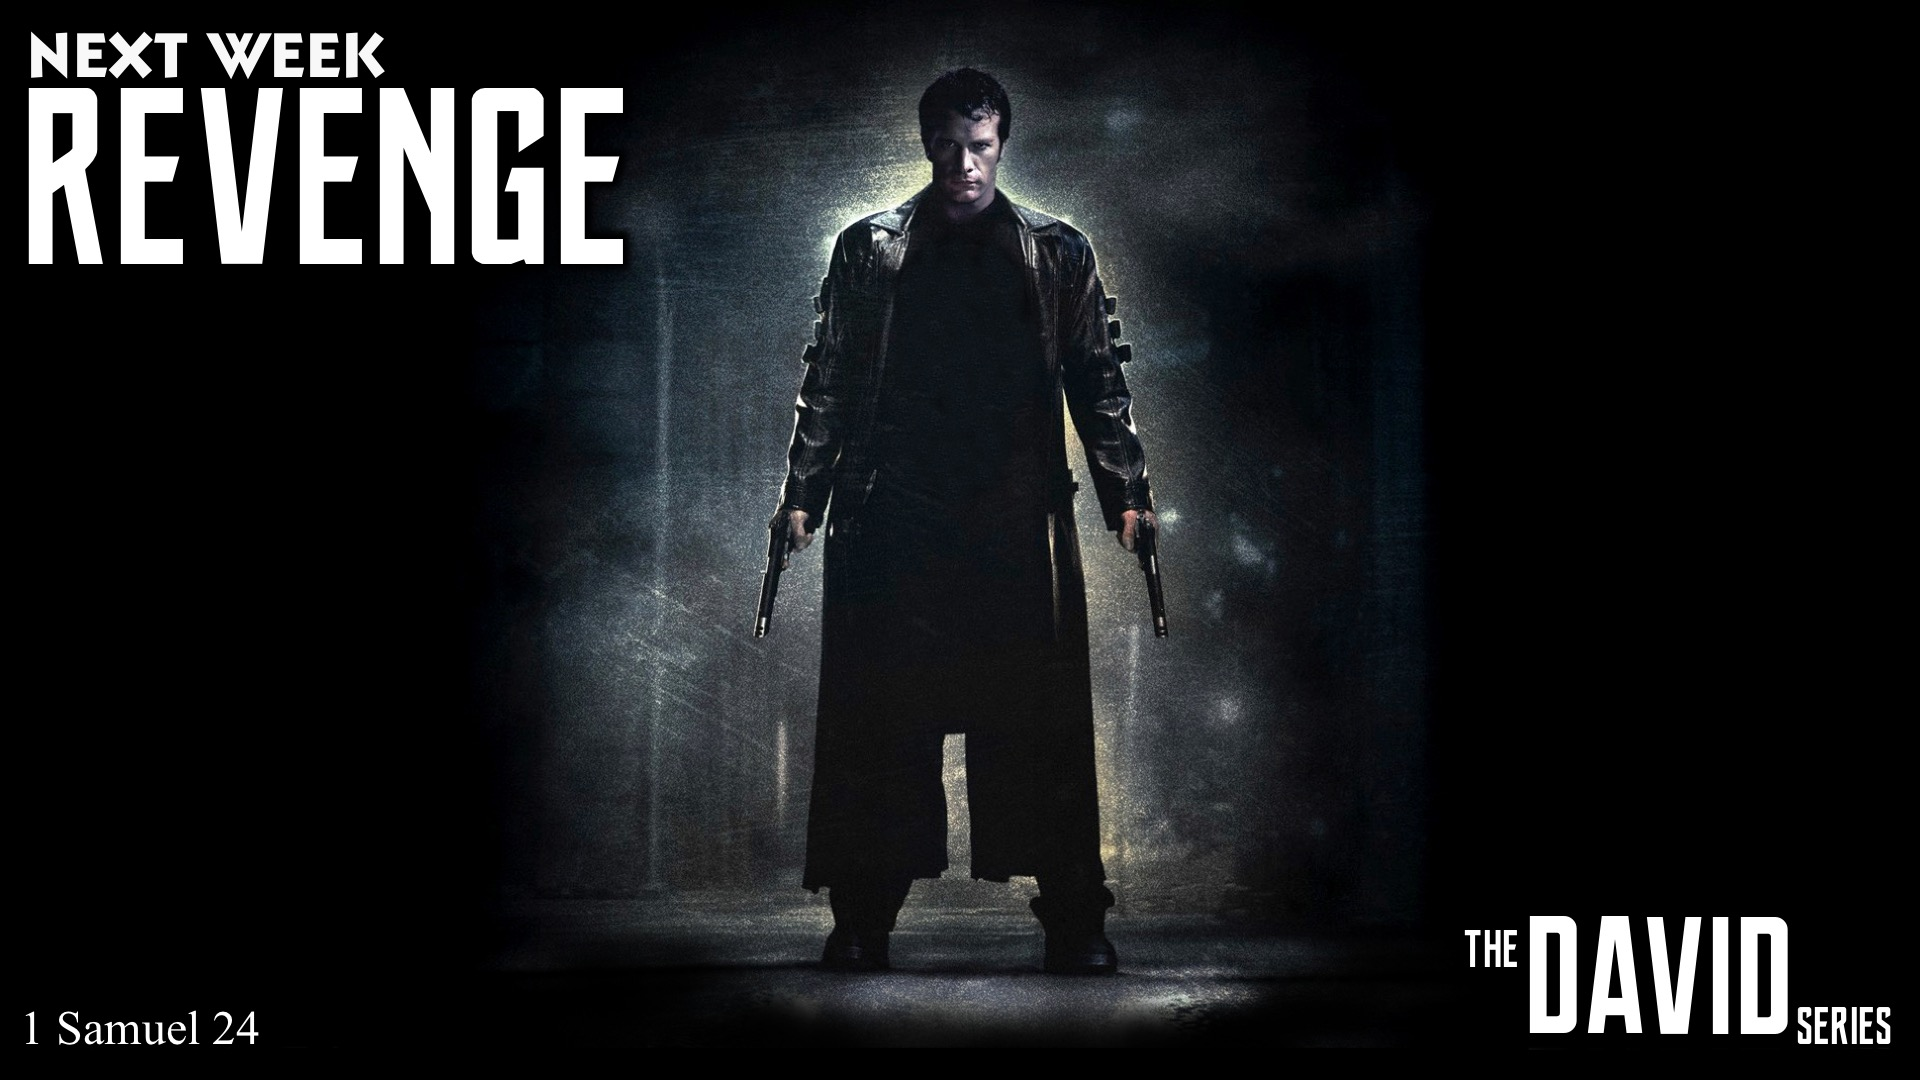 NEXT WEEK
REVENGE
1 Samuel 24
THE DAVID SERIES